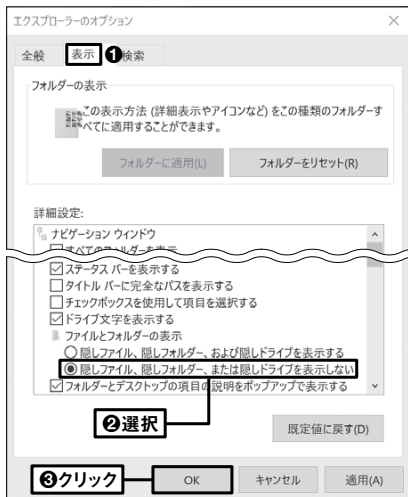 エクスプローラーのオプション
全般 表示 ❶検索
フォルダーの表示
この表示方法 (詳細表示やアイコンなど) をこの種類のフォルダーす
べてに適用することができます。
フォルダーに適用(L) フォルダーをリセット(R)
詳細設定:
ナビゲーション ウィンドウ
すべてのフォルダーを表示
ステータス バーを表示する
タイトル バーに完全なパスを表示する
チェックボックスを使用して項目を選択する
ドライブ文字を表示する
ファイルとフォルダーの表示
隠しファイル、隠しフォルダー、および隠しドライブを表示する
隠しファイル、隠しフォルダー、または隠しドライブを表示しない
フォルダーとデスクトップの項目の説明をポップアップで表示する
❷選択
既定値に戻す(D)
❸クリック OK キャンセル 適用(A)